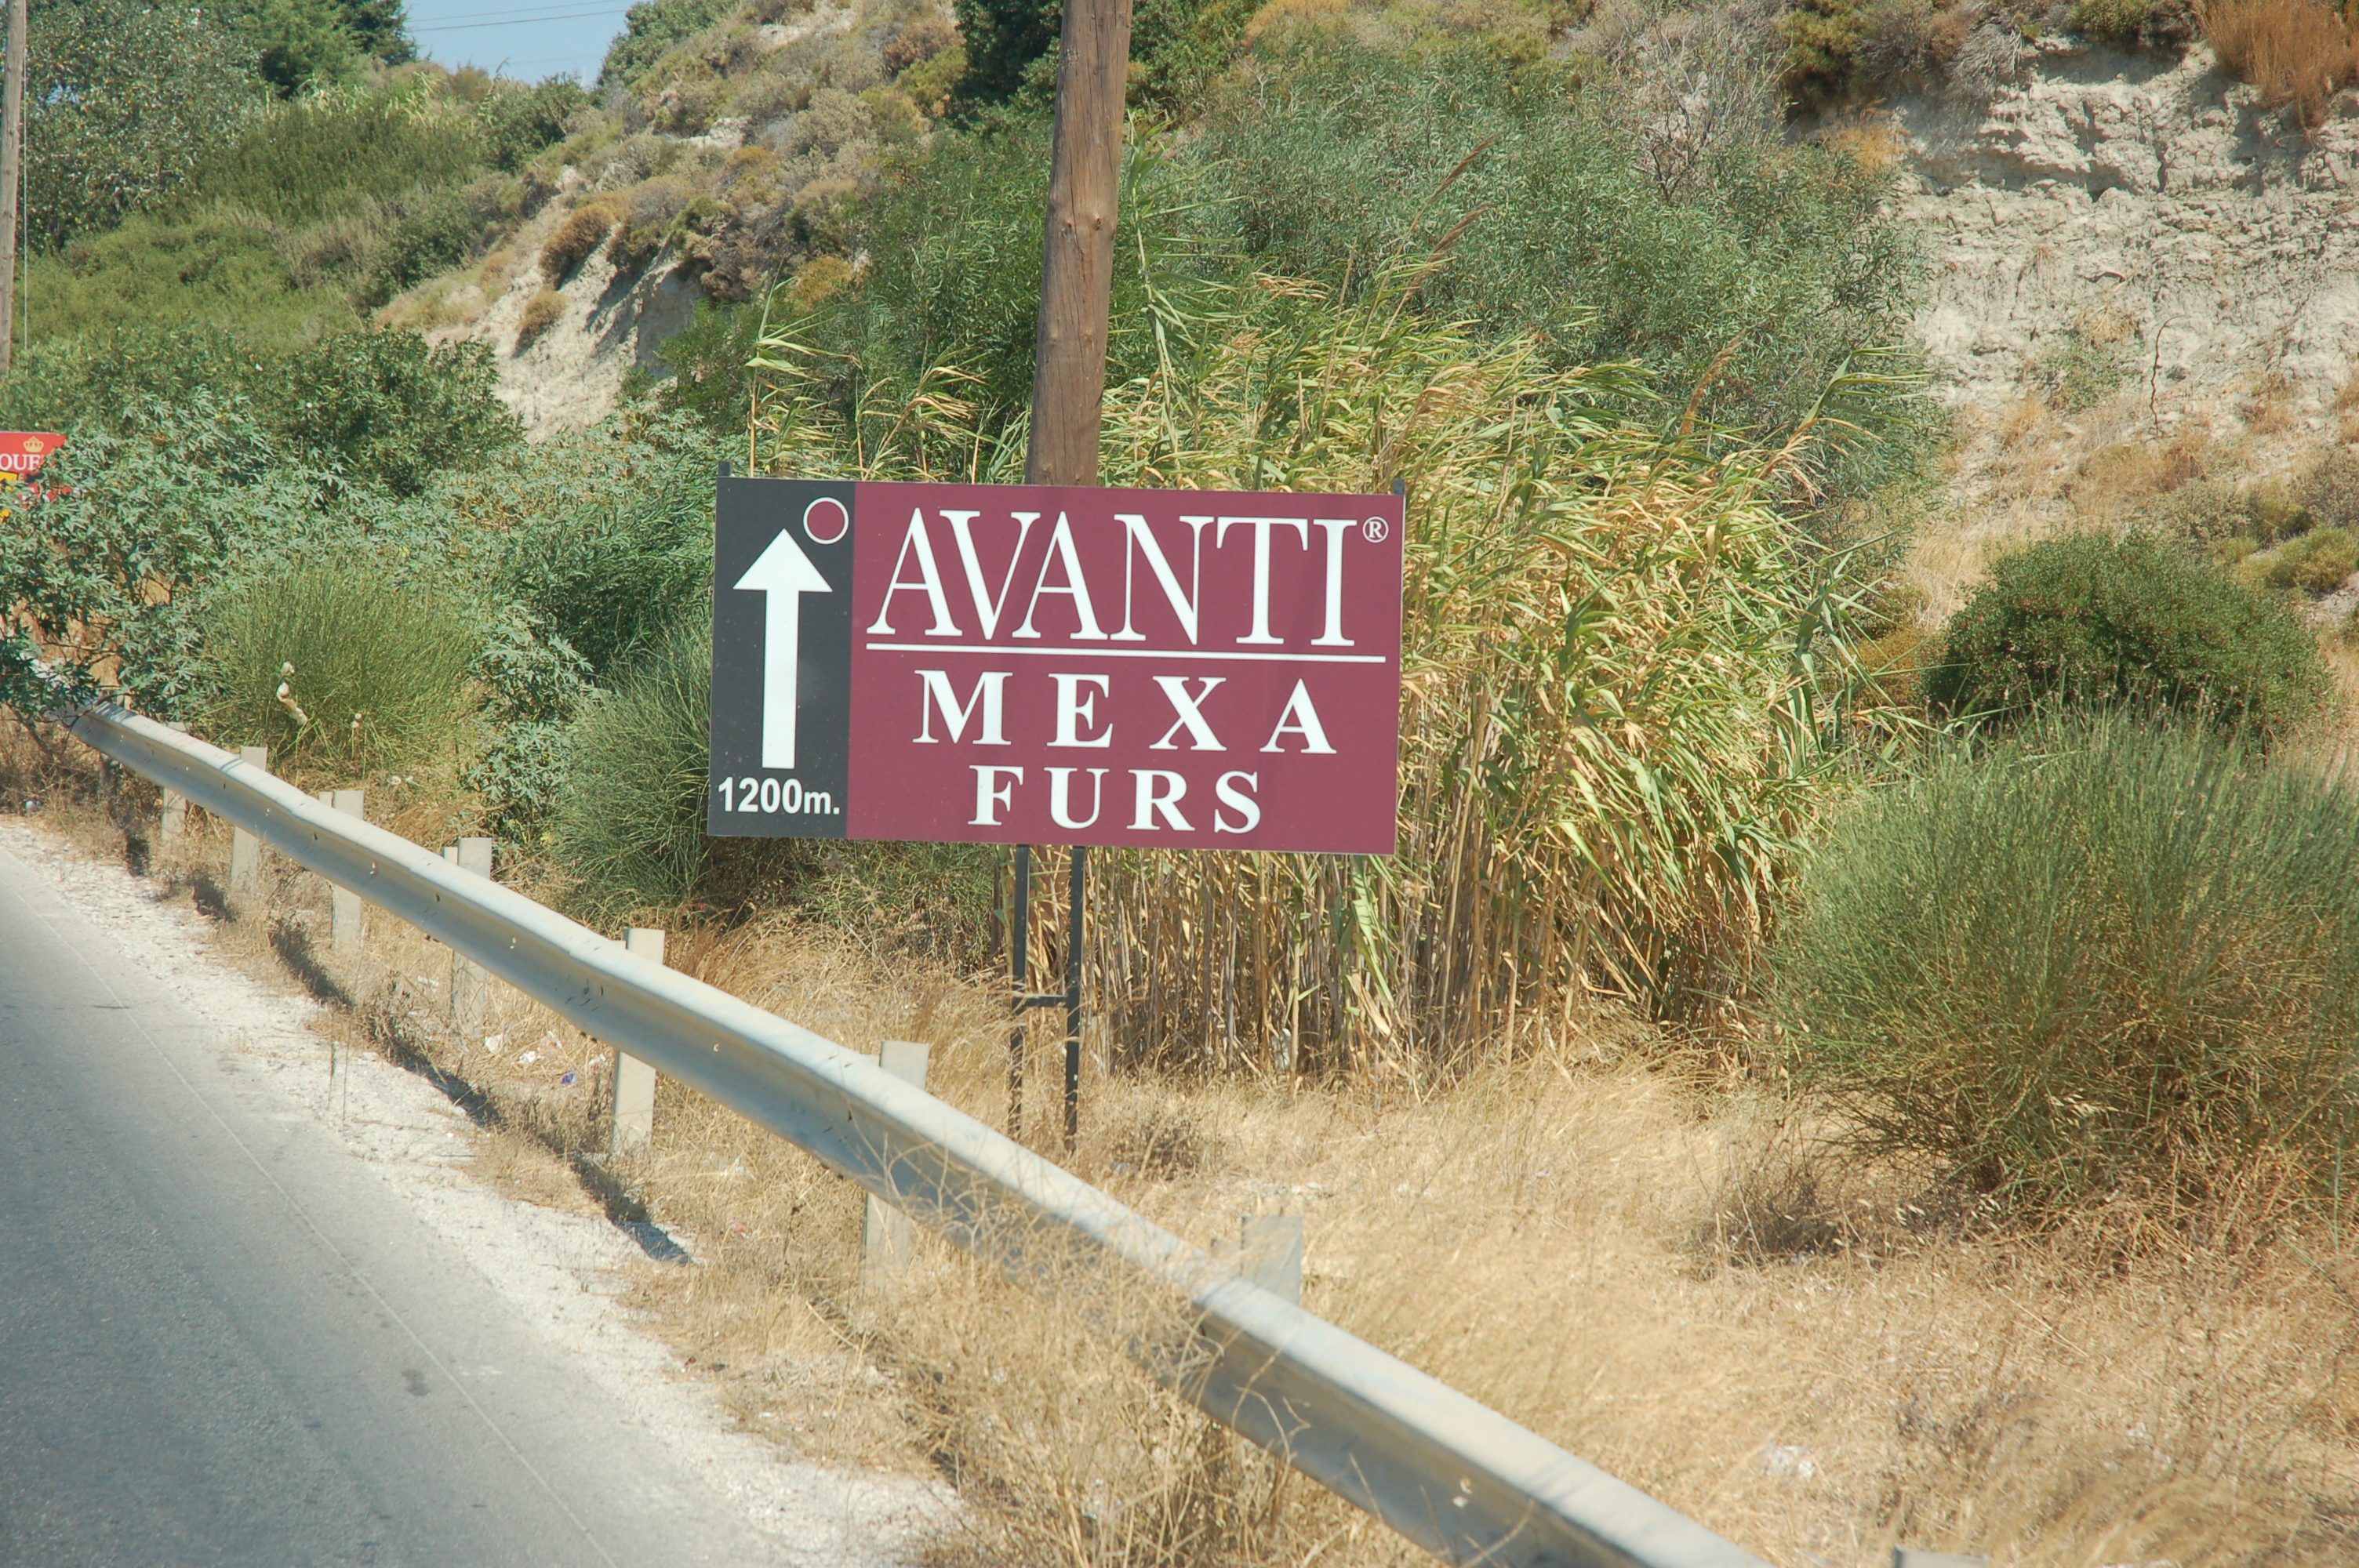 AVANTI®
MEXA
FURS
1200m.